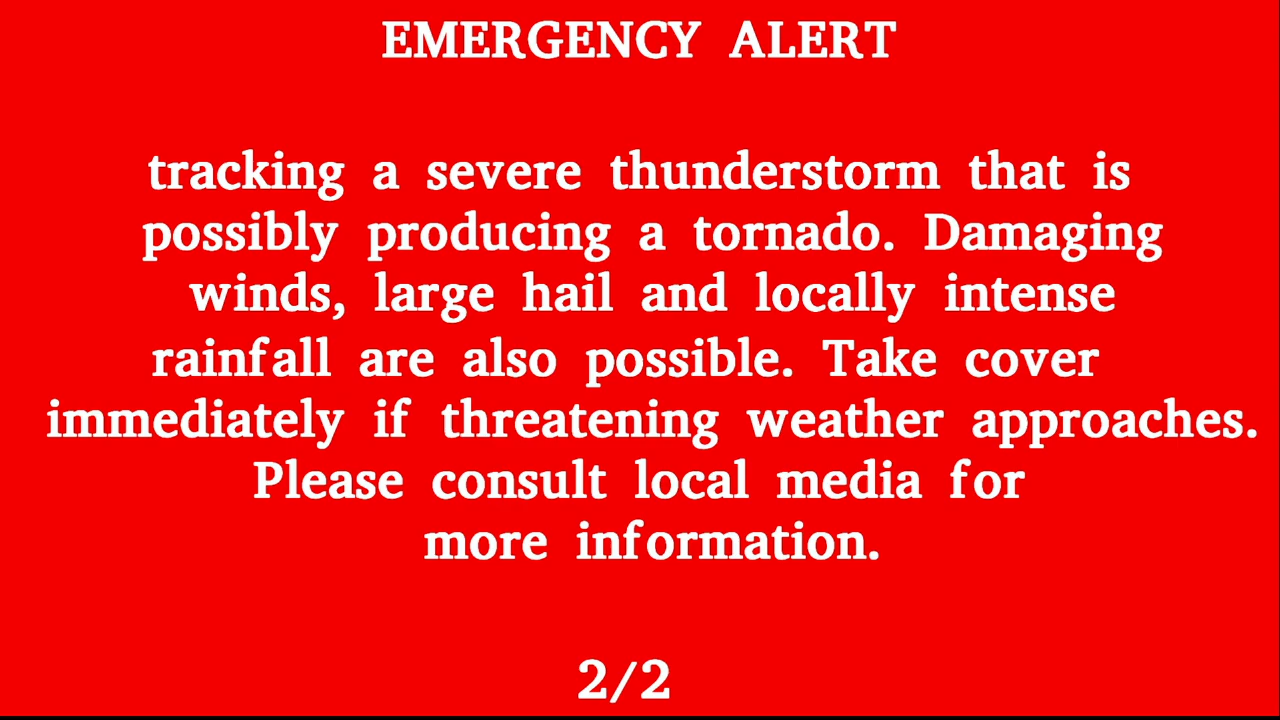 EMERGENCY ALERT
tracking a severe thunderstorm that is
possibly producing a tornado. Damaging
winds, large hail and locally intense
rainfall are also possible. Take cover
immediately if threatening weather approaches.
Please consult local media for
more information.
2/2